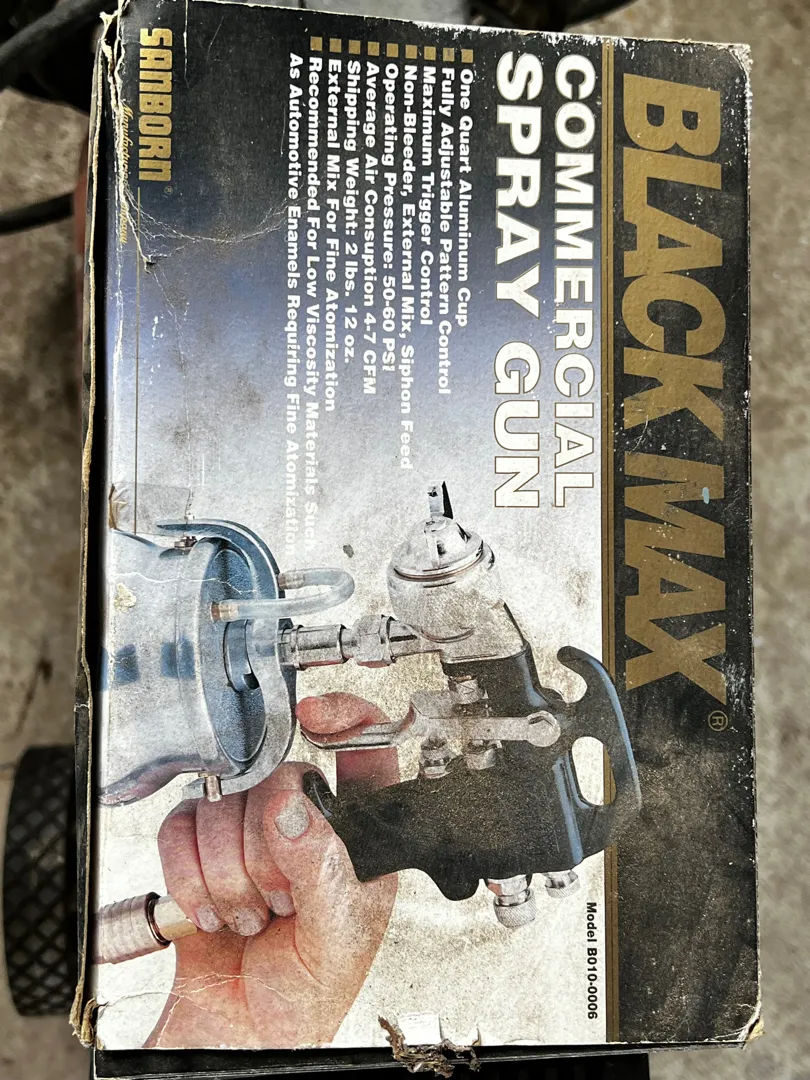 BLACK MAX®
COMMERCIAL
SPRAY GUN
One Quart Aluminum Cup
Fully Adjustable Pattern Control
Maximum Trigger Control
Non-Bleeder, External Mix, Siphon Feed
Operating Pressure: 50-60 PSI
Average Air Consuption 4-7 CFM
Shipping Weight: 2 lbs. 12 oz.
External Mix For Fine Atomization
Recommended For Low Viscosity Materials Such
As Automotive Enamels Requiring Fine Atomization
SANBORN®
Manufacturing Company
Model B010-0006